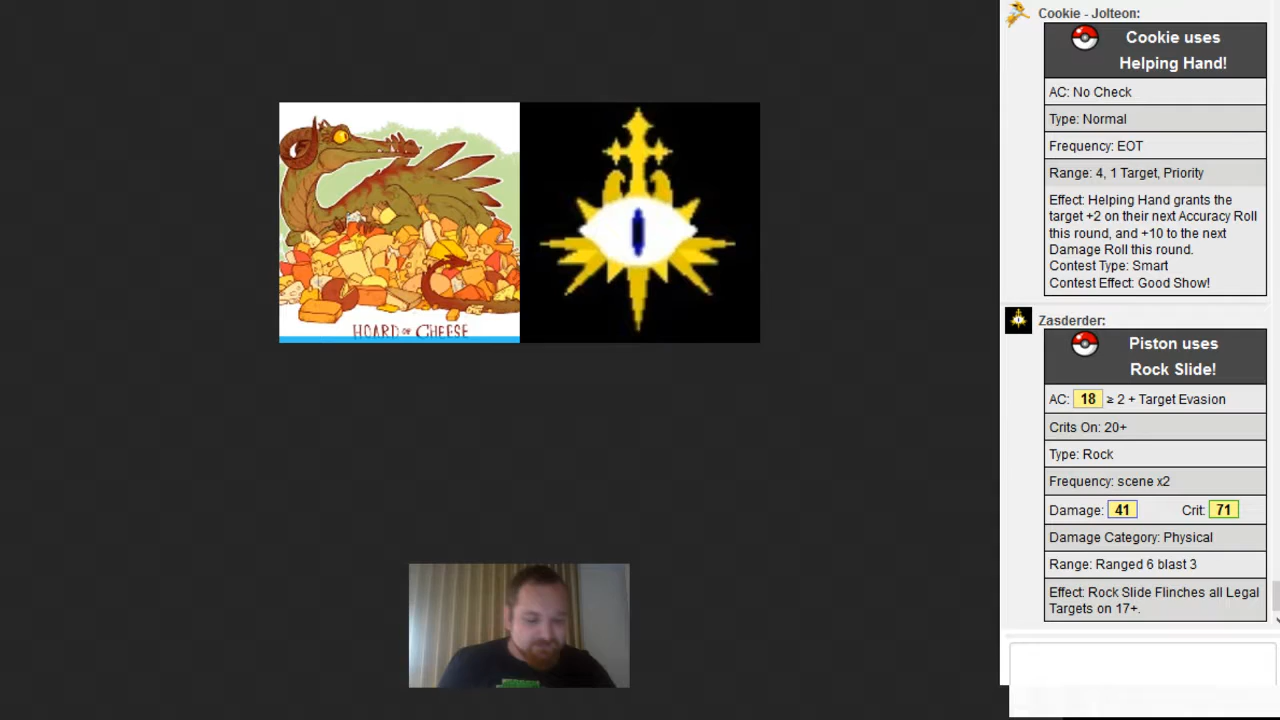 Cookie - Jolteon:
Cookie uses
Helping Hand!
AC: No Check
Type: Normal
Frequency: EOT
Range: 4, 1 Target, Priority
Effect: Helping Hand grants the
target +2 on their next Accuracy Roll
this round, and +10 to the next
Damage Roll this round.
Contest Type: Smart
Contest Effect: Good Show!
HOARD OF CHEESE
Zasderder:
Piston uses
Rock Slide!
AC: 18 ≥ 2 + Target Evasion
Crits On: 20+
Type: Rock
Frequency: scene x2
Damage: 41 Crit: 71
Damage Category: Physical
Range: Ranged 6 blast 3
Effect: Rock Slide Flinches all Legal
Targets on 17+.